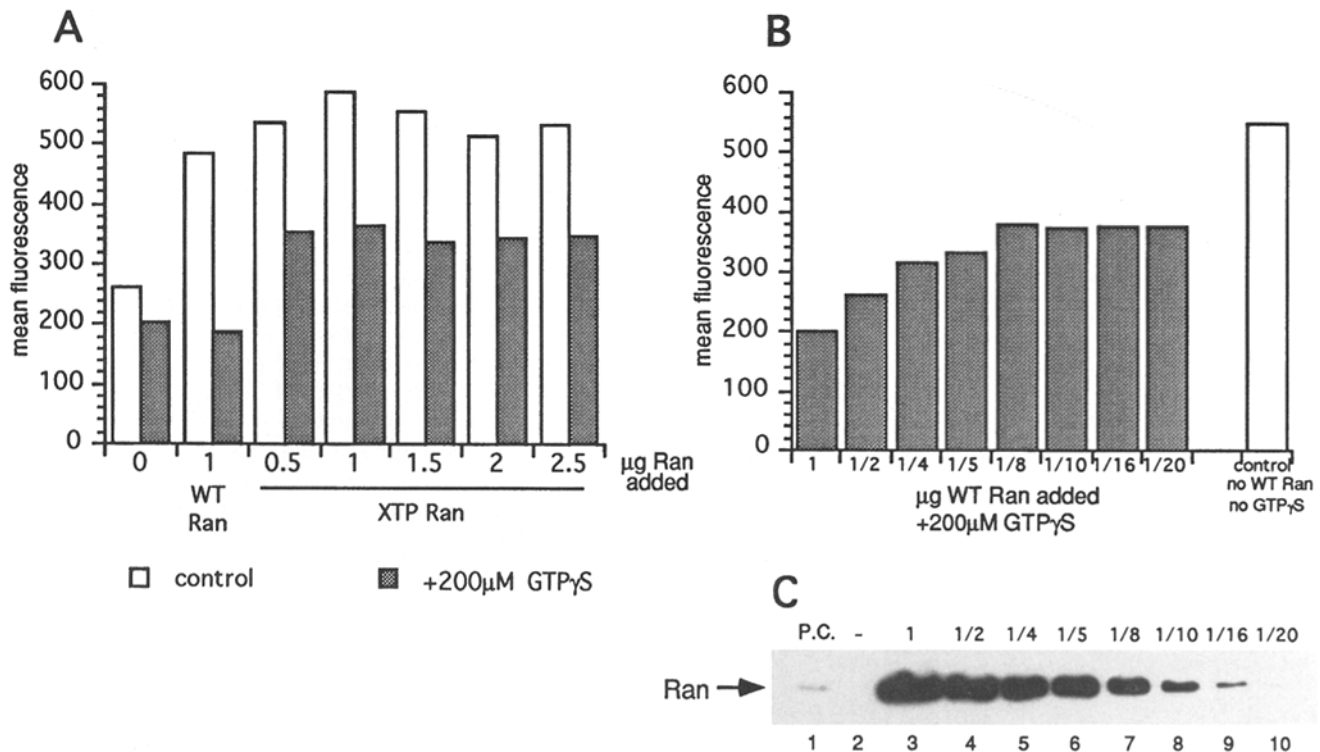 A
mean fluorescence
600
500
400
300
200
100
0
0 1 0.5 1 1.5 2 2.5
µg Ran
added
WT
Ran
XTP Ran
control
+200µM GTPγS
B
mean fluorescence
600
500
400
300
200
100
0
1 1/2 1/4 1/5 1/8 1/10 1/16 1/20
µg WT Ran added
+200µM GTPγS
control
no WT Ran
no GTPγS
C
P.C. - 1 1/2 1/4 1/5 1/8 1/10 1/16 1/20
Ran
1 2 3 4 5 6 7 8 9 10